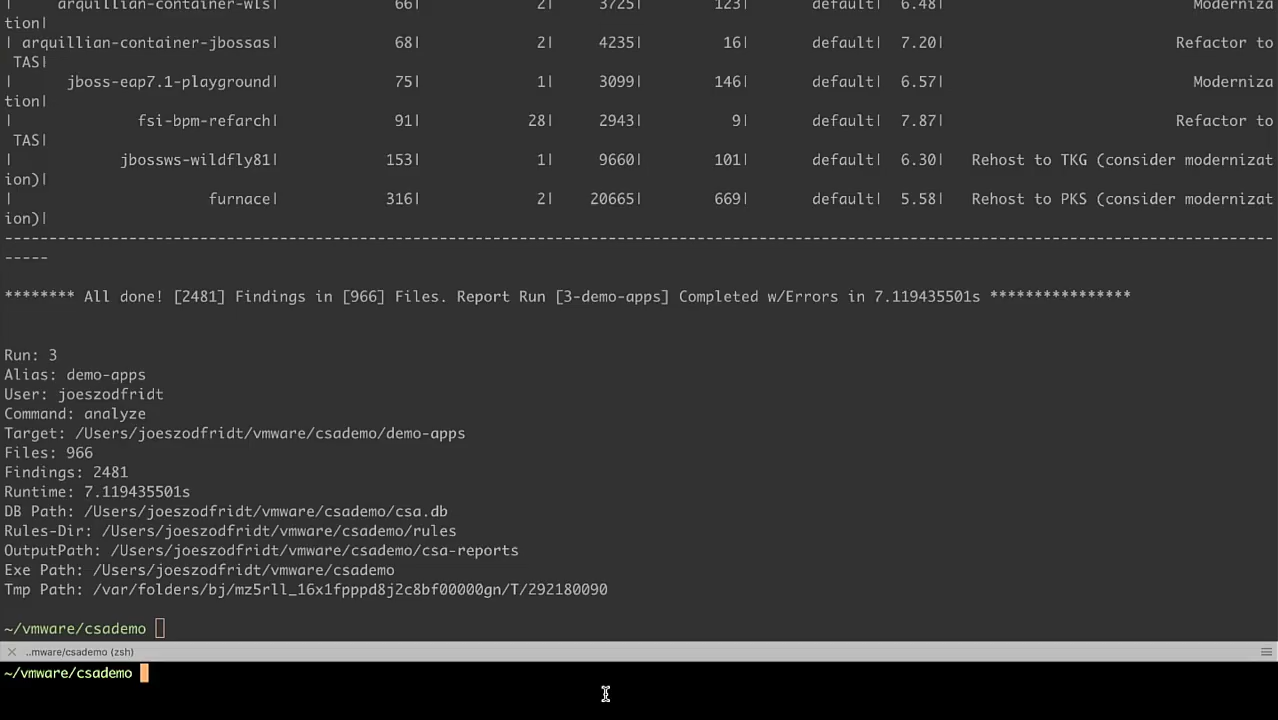 | arquillian-container-wls| 66| 2| 3725| 123| default| 6.48| Moderniza
tion|
| arquillian-container-jbossas| 68| 2| 4235| 16| default| 7.20| Refactor to
TAS|
| jboss-eap7.1-playground| 75| 1| 3099| 146| default| 6.57| Moderniza
tion|
| fsi-bpm-refarch| 91| 28| 2943| 9| default| 7.87| Refactor to
TAS|
| jbossws-wildfly81| 153| 1| 9660| 101| default| 6.30| Rehost to TKG (consider modernizat
ion)|
| furnace| 316| 2| 20665| 669| default| 5.58| Rehost to PKS (consider modernizat
ion)|
----------------------------------------------------------------------------------------------------------------------------------------------
-----
******** All done! [2481] Findings in [966] Files. Report Run [3-demo-apps] Completed w/Errors in 7.119435501s ****************
Run: 3
Alias: demo-apps
User: joeszodfridt
Command: analyze
Target: /Users/joeszodfridt/vmware/csademo/demo-apps
Files: 966
Findings: 2481
Runtime: 7.119435501s
DB Path: /Users/joeszodfridt/vmware/csademo/csa.db
Rules-Dir: /Users/joeszodfridt/vmware/csademo/rules
OutputPath: /Users/joeszodfridt/vmware/csademo/csa-reports
Exe Path: /Users/joeszodfridt/vmware/csademo
Tmp Path: /var/folders/bj/mz5rll_16x1fpppd8j2c8bf00000gn/T/292180090
~/vmware/csademo
..mware/csademo (zsh)
~/vmware/csademo